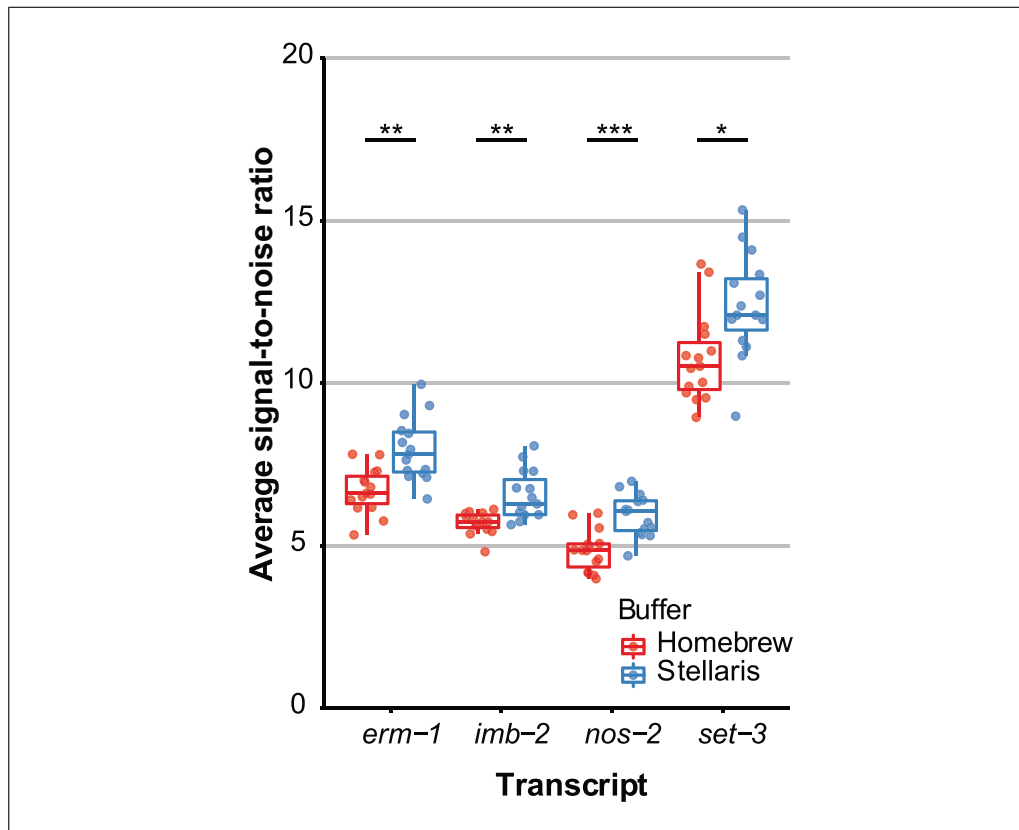 20
** ** *** *
15
10
5
0
Average signal-to-noise ratio
Buffer
Homebrew
Stellaris
erm−1 imb−2 nos−2 set−3
Transcript